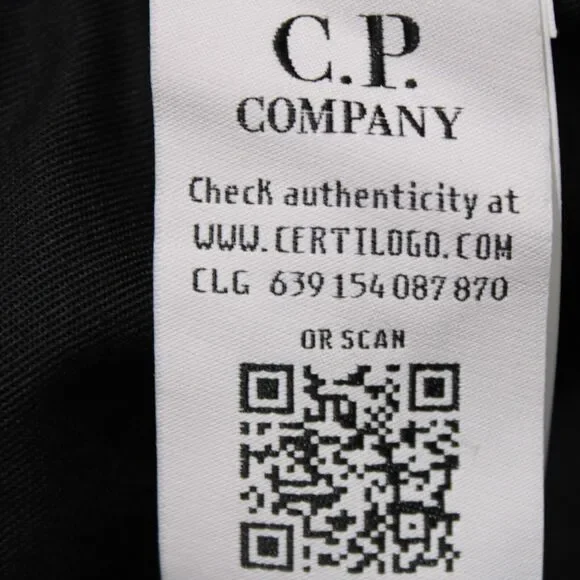 C.P.
COMPANY
Check authenticity at
WWW.CERTILOGO.COM
CLG 639 154 087 870
OR SCAN